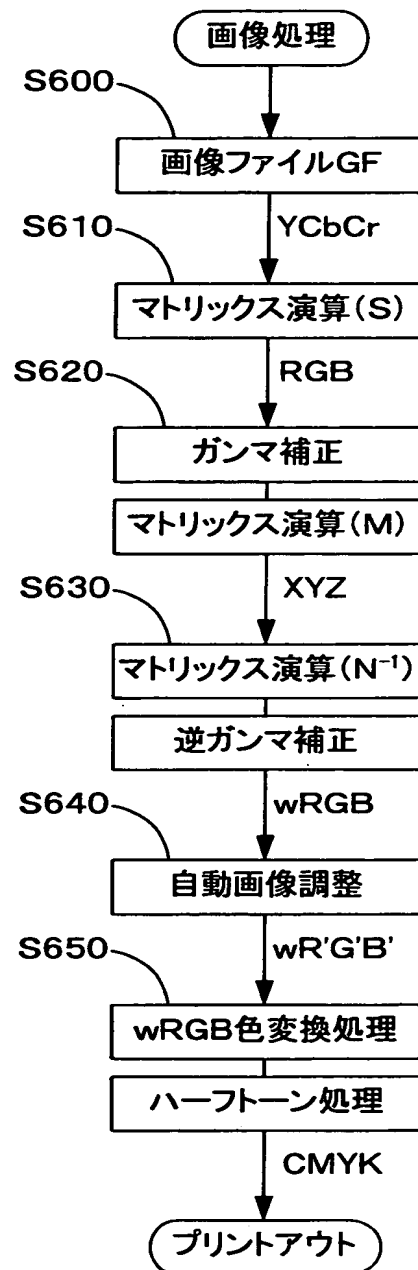 画像処理
S600
画像ファイルGF
S610
YCbCr
マトリックス演算(S)
S620
RGB
ガンマ補正
マトリックス演算(M)
S630
XYZ
マトリックス演算(N⁻¹)
逆ガンマ補正
S640
wRGB
自動画像調整
S650
wR'G'B'
wRGB色変換処理
ハーフトーン処理
CMYK
プリントアウト